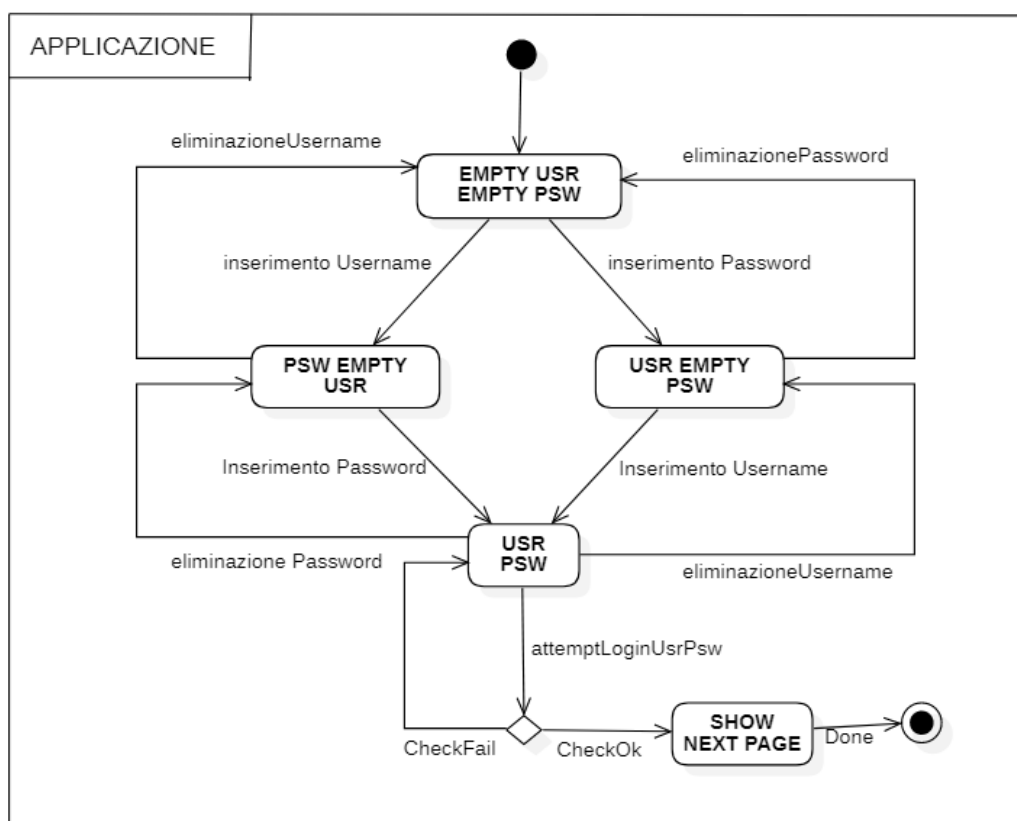 APPLICAZIONE
eliminazioneUsername
eliminazionePassword
EMPTY USR
EMPTY PSW
inserimento Username
inserimento Password
PSW EMPTY
USR
USR EMPTY
PSW
Inserimento Password
Inserimento Username
USR
PSW
eliminazione Password
eliminazioneUsername
attemptLoginUsrPsw
SHOW
NEXT PAGE
CheckFail
CheckOk
Done